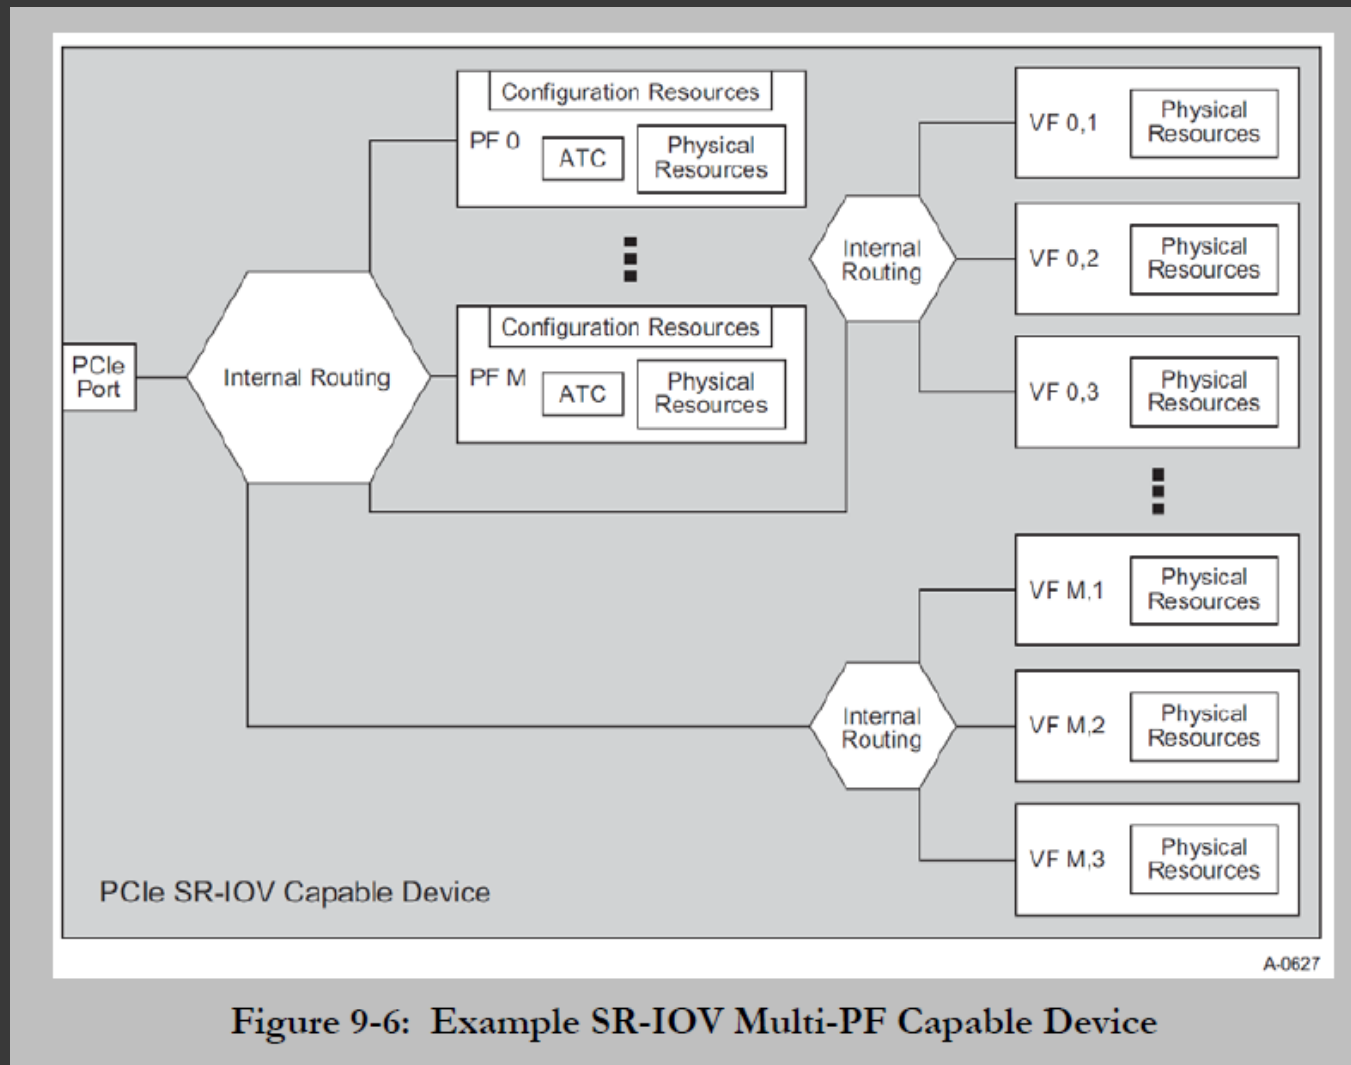 Configuration Resources
PF 0
ATC
Physical
Resources
Configuration Resources
PF M
ATC
Physical
Resources
PCIe
Port
Internal Routing
Internal
Routing
VF 0,1
Physical
Resources
VF 0,2
Physical
Resources
VF 0,3
Physical
Resources
Internal
Routing
VF M,1
Physical
Resources
VF M,2
Physical
Resources
VF M,3
Physical
Resources
PCIe SR-IOV Capable Device
A-0627
Figure 9-6: Example SR-IOV Multi-PF Capable Device